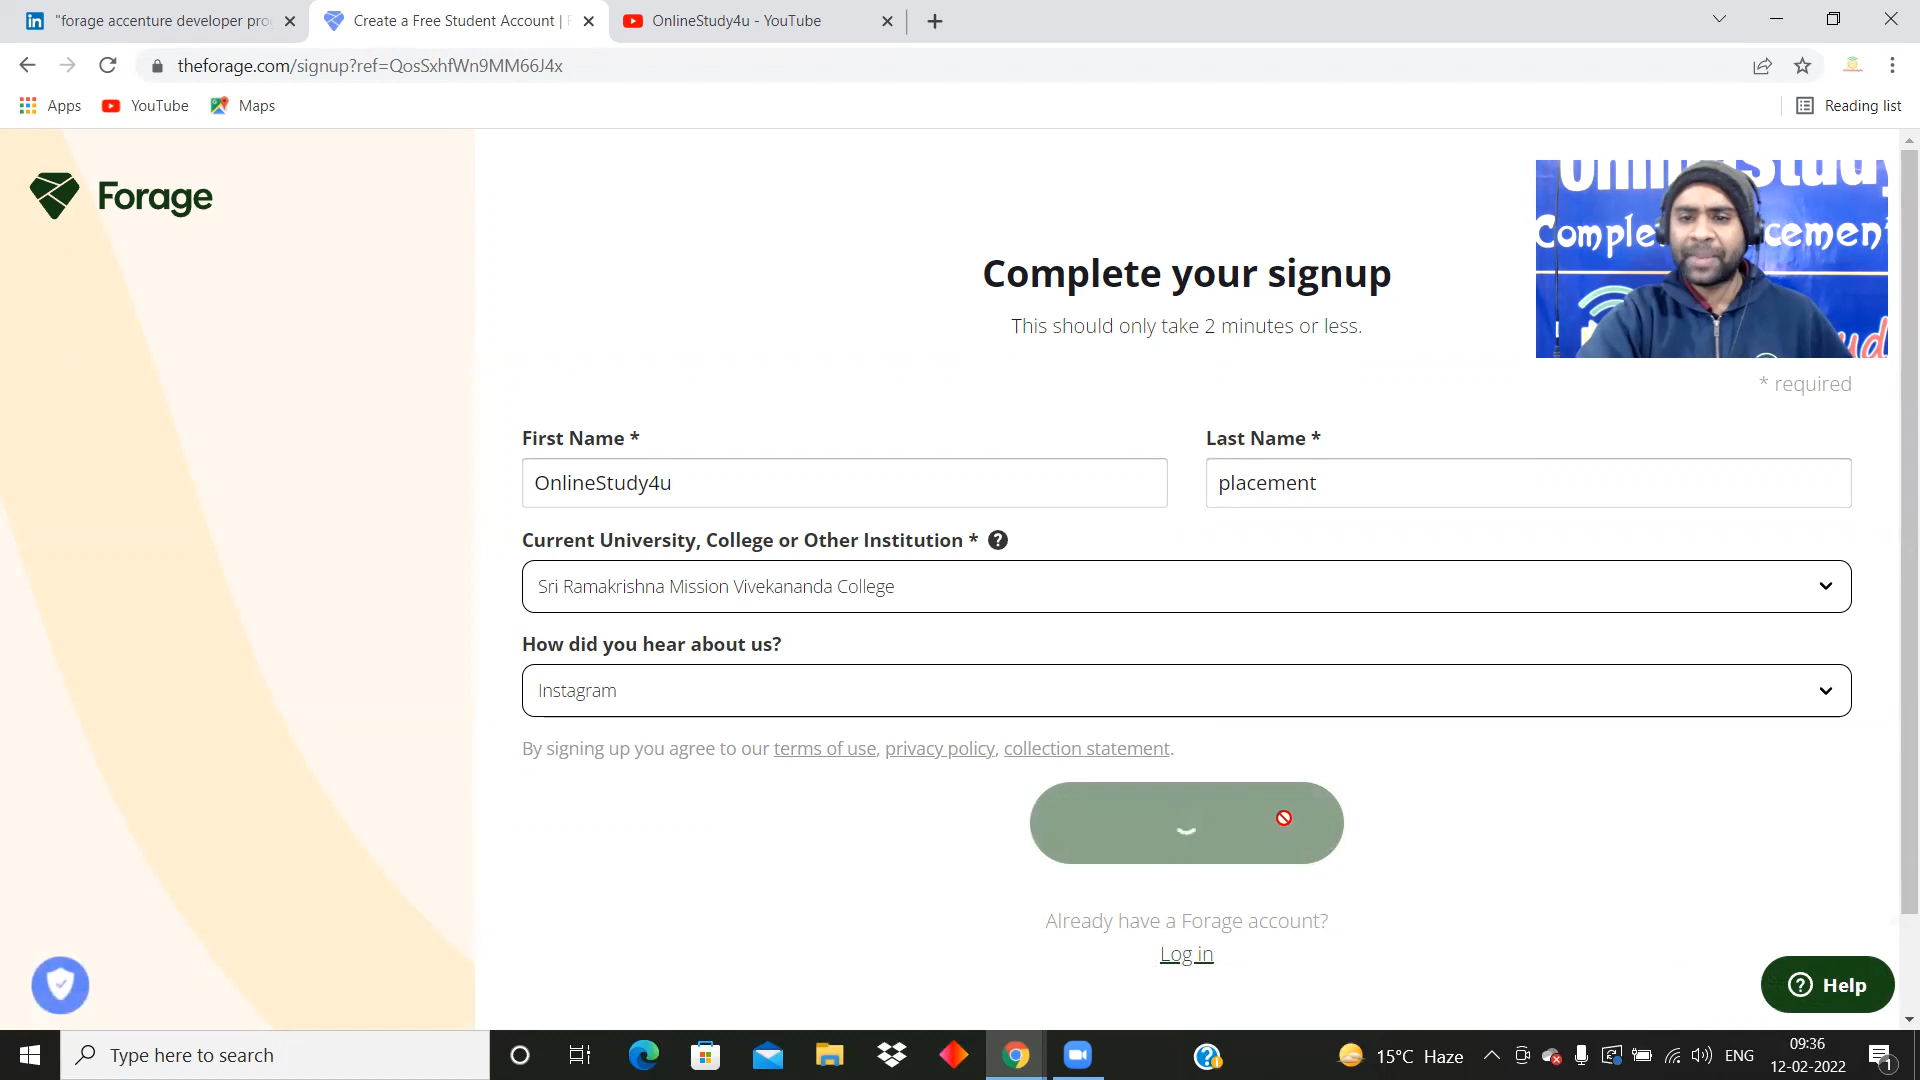 "forage accenture developer pro
Create a Free Student Account |
OnlineStudy4u - YouTube
theforage.com/signup?ref=QosSxhfWn9MM66J4x
Apps
YouTube
Maps
Reading list
Forage
OnlineStudy
Complete Placement
Complete your signup
This should only take 2 minutes or less.
* required
First Name *
Last Name *
OnlineStudy4u
placement
Current University, College or Other Institution *
Sri Ramakrishna Mission Vivekananda College
How did you hear about us?
Instagram
By signing up you agree to our terms of use, privacy policy, collection statement.
Already have a Forage account?
Log in
Help
Type here to search
15°C Haze
ENG
09:36
12-02-2022
1